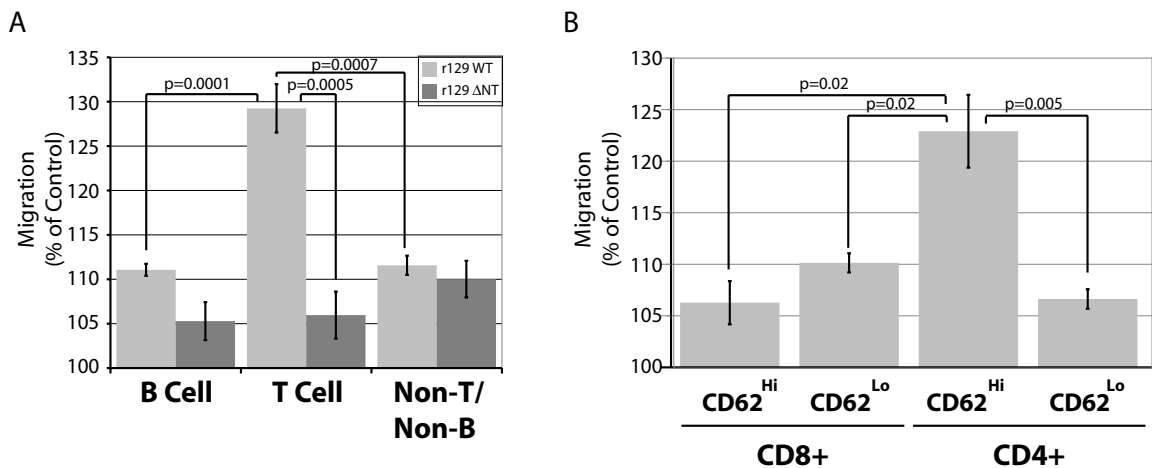 A
Migration
(% of Control)
135
130
125
120
115
110
105
100
p=0.0001
p=0.0007
p=0.0005
r129 WT
r129 ΔNT
B Cell
T Cell
Non-T/
Non-B
B
Migration
(% of Control)
130
125
120
115
110
105
100
p=0.02
p=0.02
p=0.005
CD62Hi
CD62Lo
CD62Hi
CD62Lo
CD8+
CD4+